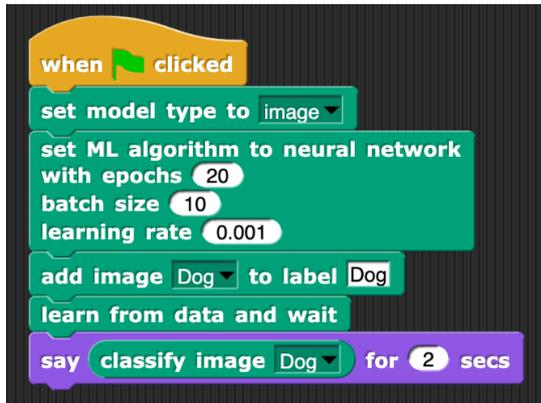 when clicked
set model type to image
set ML algorithm to neural network
with epochs 20
batch size 10
learning rate 0.001
add image Dog to label Dog
learn from data and wait
say classify image Dog for 2 secs